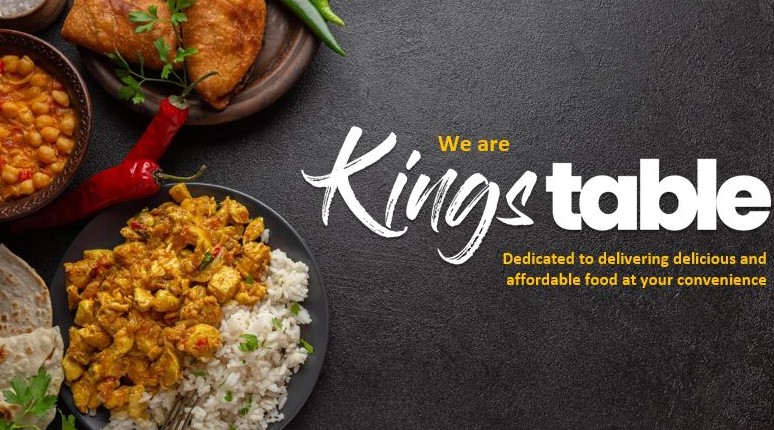 We are
Kings table
Dedicated to delivering delicious and
affordable food at your convenience